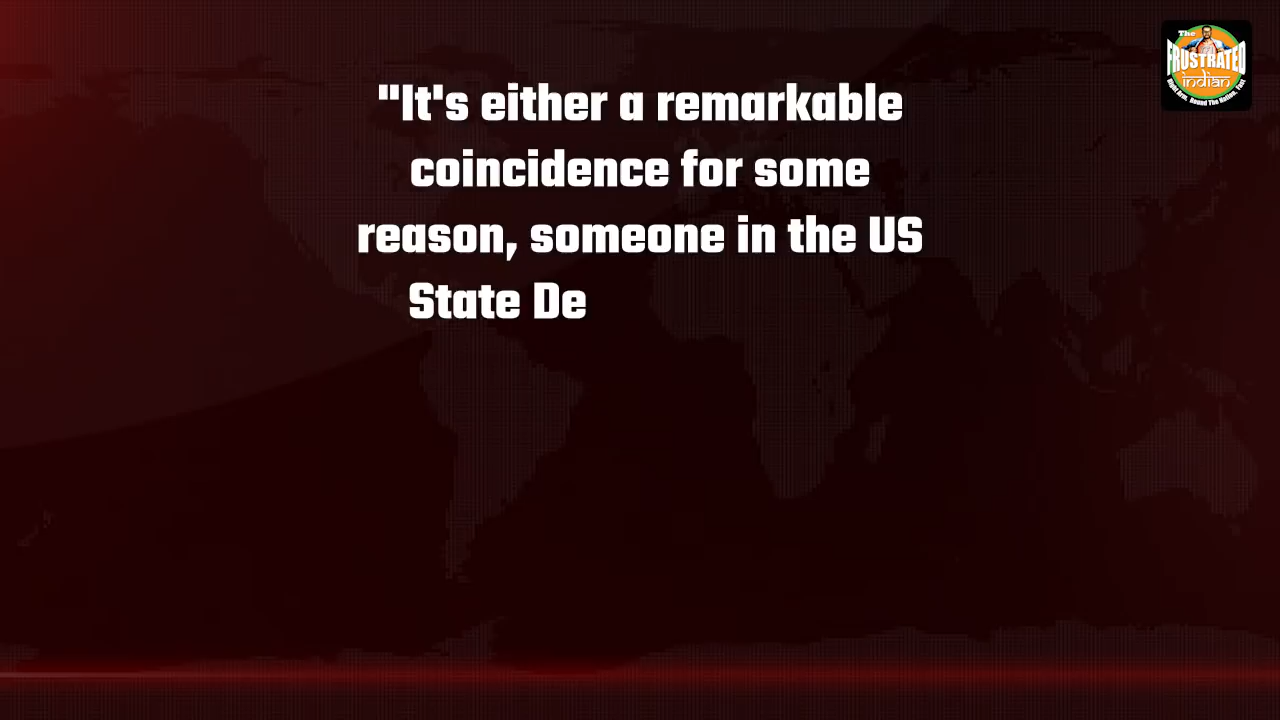 "It's either a remarkable
coincidence for some
reason, someone in the US
State De
The
FRUSTRATED
indian